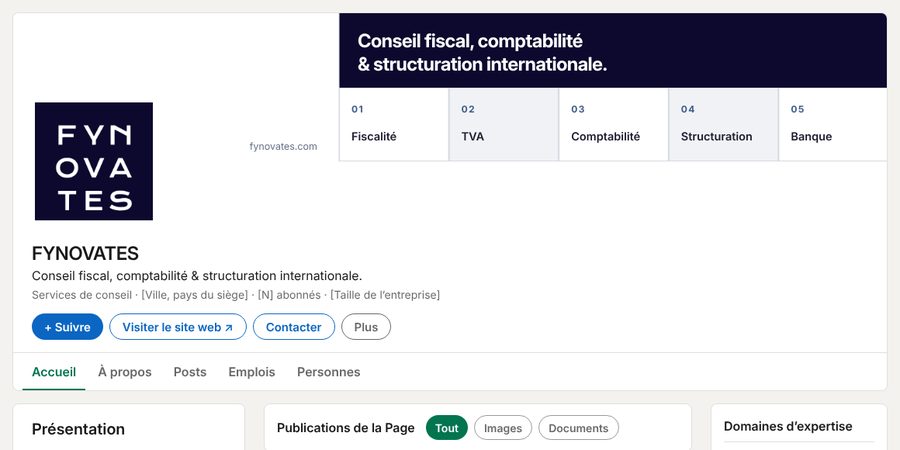 Conseil fiscal, comptabilité
& structuration internationale.
01
Fiscalité
02
TVA
03
Comptabilité
04
Structuration
05
Banque
fynovates.com
FYN
OVA
TES
FYNOVATES
Conseil fiscal, comptabilité & structuration internationale.
Services de conseil · [Ville, pays du siège] · [N] abonnés · [Taille de l’entreprise]
+ Suivre
Visiter le site web ↗
Contacter
Plus
Accueil
À propos
Posts
Emplois
Personnes
Présentation
Publications de la Page
Tout
Images
Documents
Domaines d’expertise